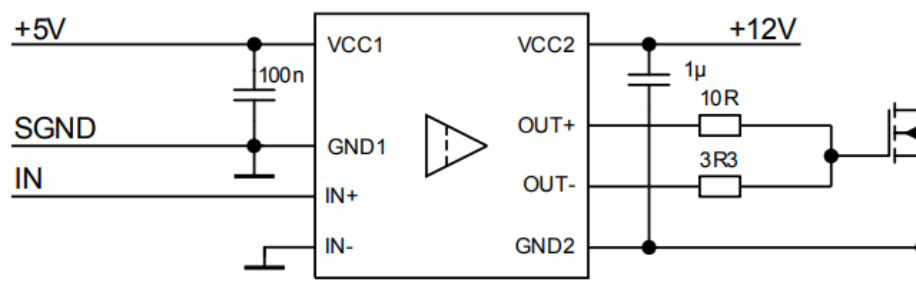 +5V
VCC1
VCC2
+12V
100n
1µ
10R
SGND
GND1
OUT+
IN
IN+
3R3
OUT-
IN-
GND2